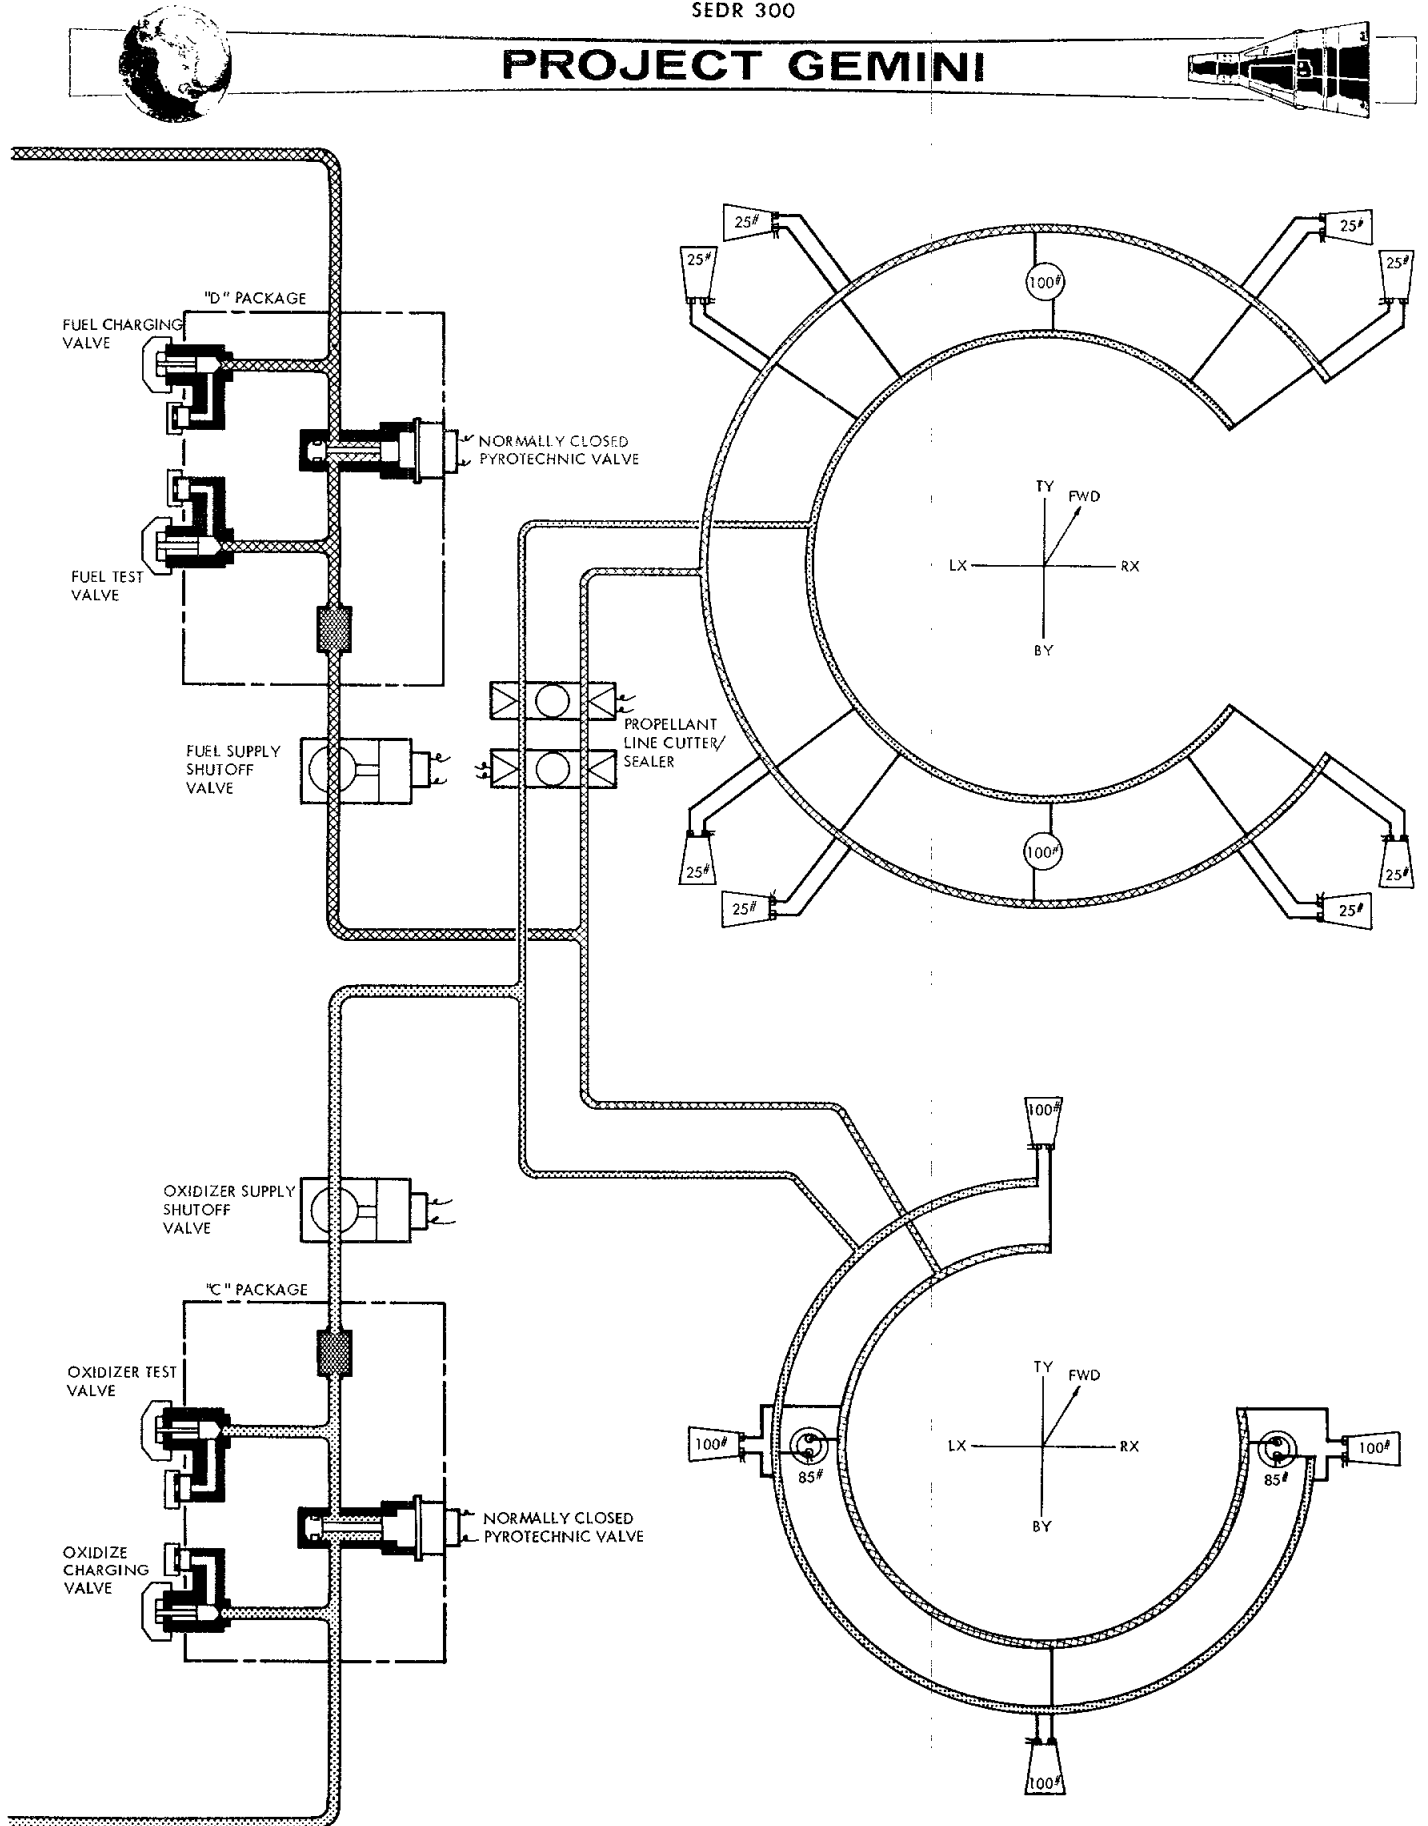 SEDR 300
PROJECT GEMINI
"D" PACKAGE
FUEL CHARGING
VALVE
NORMALLY CLOSED
PYROTECHNIC VALVE
FUEL TEST
VALVE
FUEL SUPPLY
SHUTOFF
VALVE
PROPELLANT
LINE CUTTER/
SEALER
25#
25#
25#
25#
100#
TY
FWD
LX
RX
BY
100#
25#
25#
25#
25#
OXIDIZER SUPPLY
SHUTOFF
VALVE
"C" PACKAGE
OXIDIZER TEST
VALVE
NORMALLY CLOSED
PYROTECHNIC VALVE
OXIDIZE
CHARGING
VALVE
100#
TY
FWD
LX
RX
BY
100#
85#
85#
100#
100#